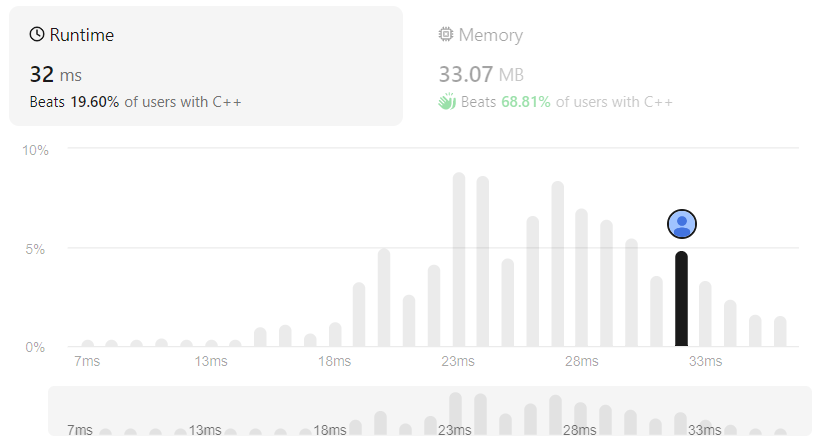 Runtime
32 ms
Beats 19.60% of users with C++
Memory
33.07 MB
Beats 68.81% of users with C++
10%
5%
0%
7ms 13ms 18ms 23ms 28ms 33ms
7ms 13ms 18ms 23ms 28ms 33ms